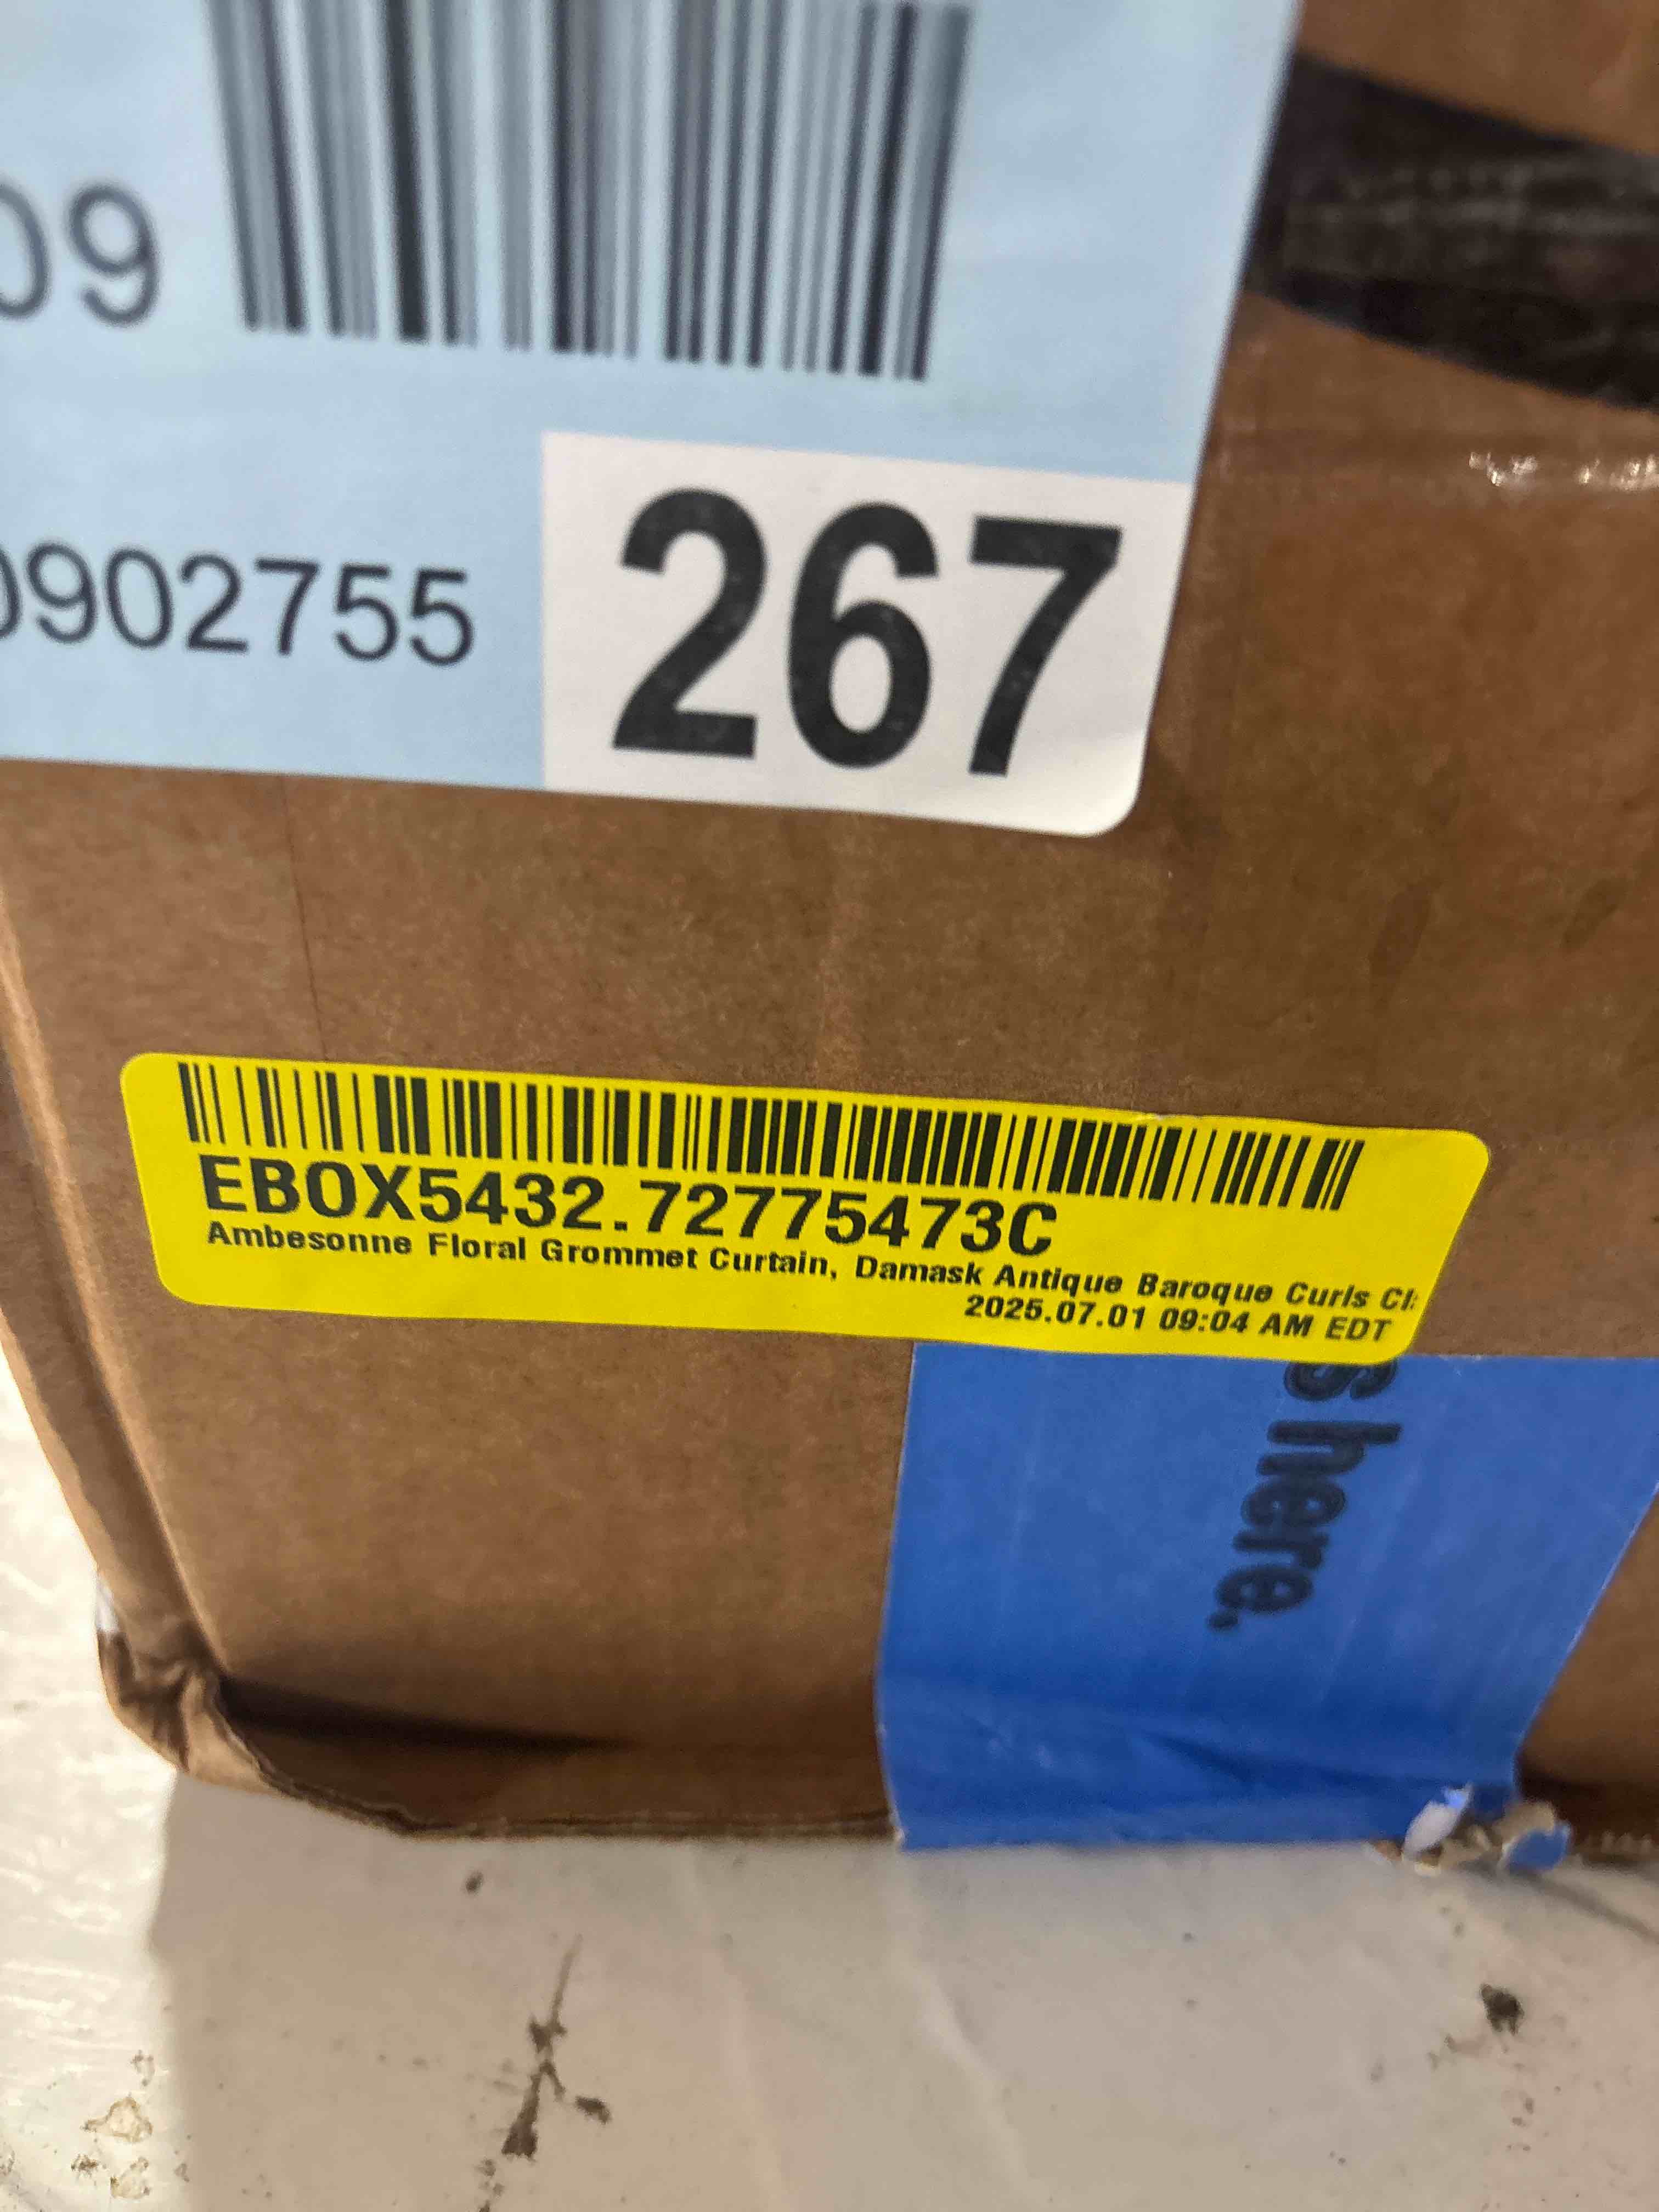 09
0902755
267
EBOX5432.72775473C
Ambesonne Floral Grommet Curtain, Damask Antique Baroque Curls Cl
2025.07.01 09:04 AM EDT
s here.